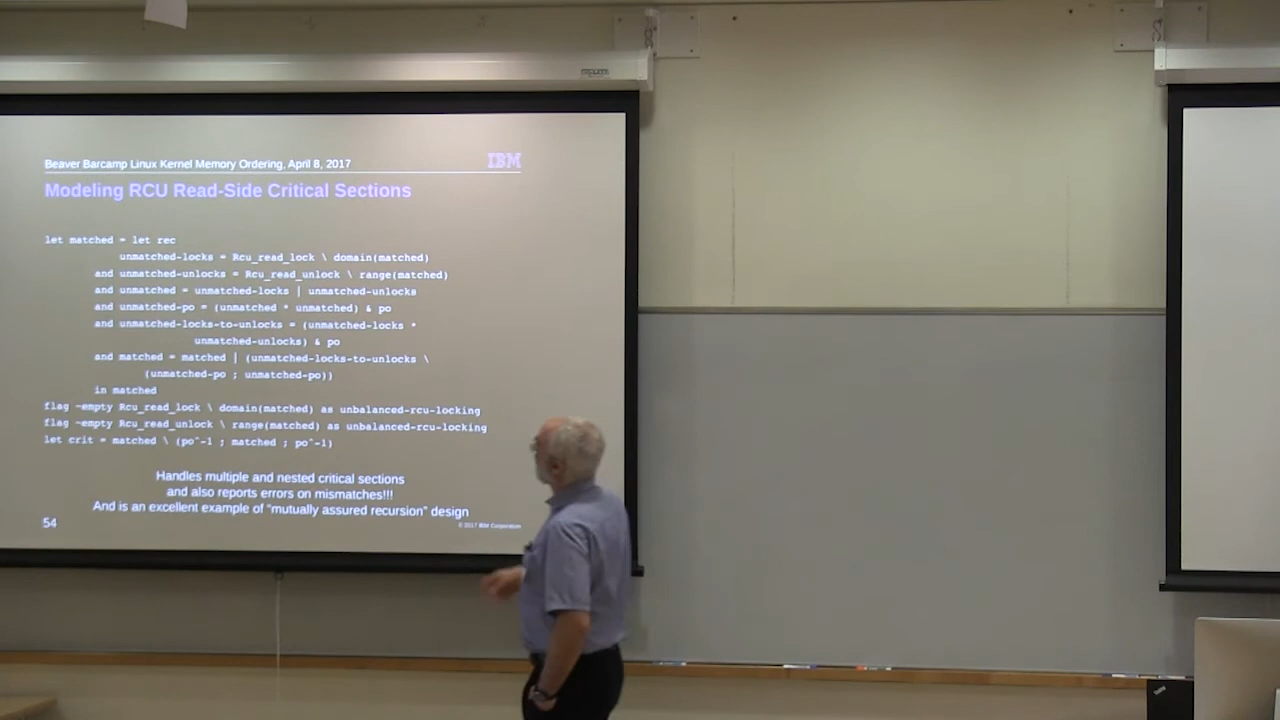 Beaver Barcamp Linux Kernel Memory Ordering, April 8, 2017
IBM
Modeling RCU Read-Side Critical Sections
let matched = let rec
unmatched-locks = Rcu_read_lock \ domain(matched)
and unmatched-unlocks = Rcu_read_unlock \ range(matched)
and unmatched = unmatched-locks | unmatched-unlocks
and unmatched-po = (unmatched * unmatched) & po
and unmatched-locks-to-unlocks = (unmatched-locks *
unmatched-unlocks) & po
and matched = matched | (unmatched-locks-to-unlocks \
(unmatched-po ; unmatched-po))
in matched
flag ~empty Rcu_read_lock \ domain(matched) as unbalanced-rcu-locking
flag ~empty Rcu_read_unlock \ range(matched) as unbalanced-rcu-locking
let crit = matched \ (po^-1 ; matched ; po^-1)
Handles multiple and nested critical sections
and also reports errors on mismatches!!!
And is an excellent example of "mutually assured recursion" design
54
© 2017 IBM Corporation